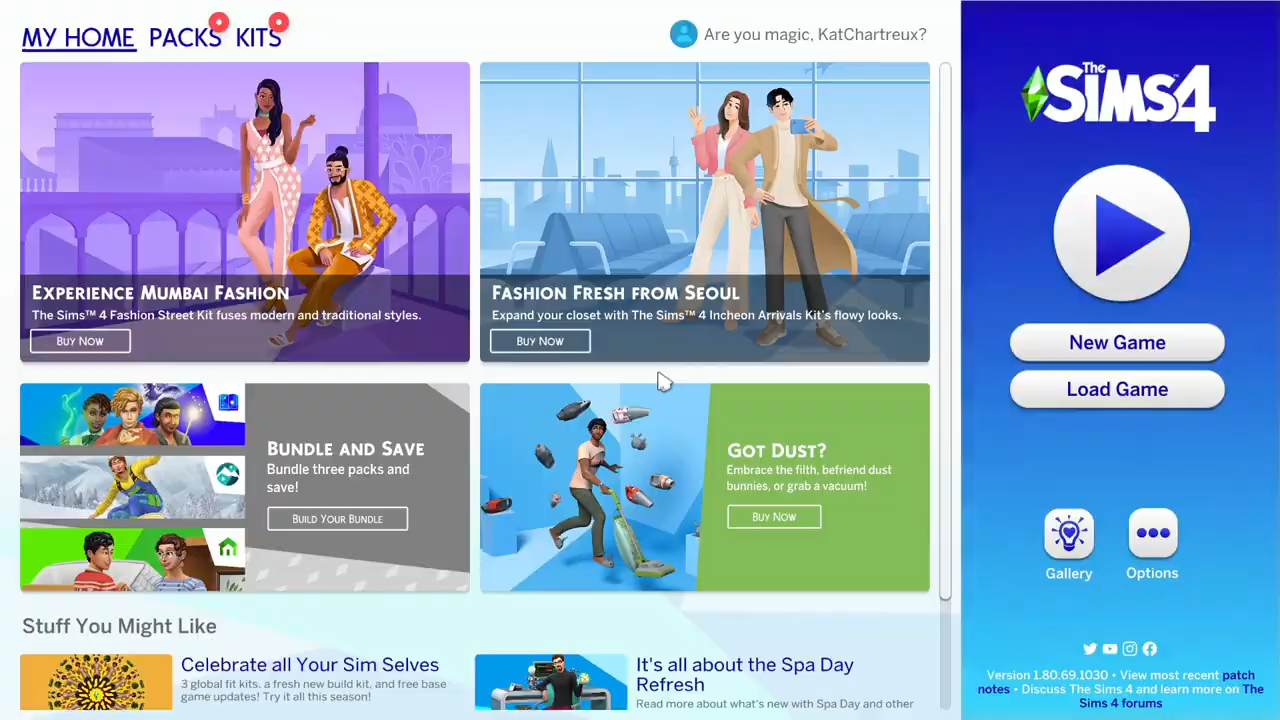 MY HOME PACKS KITS
Are you magic, KatChartreux?
EXPERIENCE MUMBAI FASHION
The Sims™ 4 Fashion Street Kit fuses modern and traditional styles.
BUY NOW
FASHION FRESH FROM SEOUL
Expand your closet with The Sims™ 4 Incheon Arrivals Kit's flowy looks.
BUY NOW
BUNDLE AND SAVE
Bundle three packs and
save!
BUILD YOUR BUNDLE
GOT DUST?
Embrace the filth, befriend dust
bunnies, or grab a vacuum!
BUY NOW
Stuff You Might Like
Celebrate all Your Sim Selves
3 global fit kits, a fresh new build kit, and free base
game updates! Try it all this season!
It's all about the Spa Day
Refresh
Read more about what's new with Spa Day and other
The SIMS 4
New Game
Load Game
Gallery
Options
Version 1.80.69.1030 • View most recent patch
notes • Discuss The Sims 4 and learn more on The
Sims 4 forums